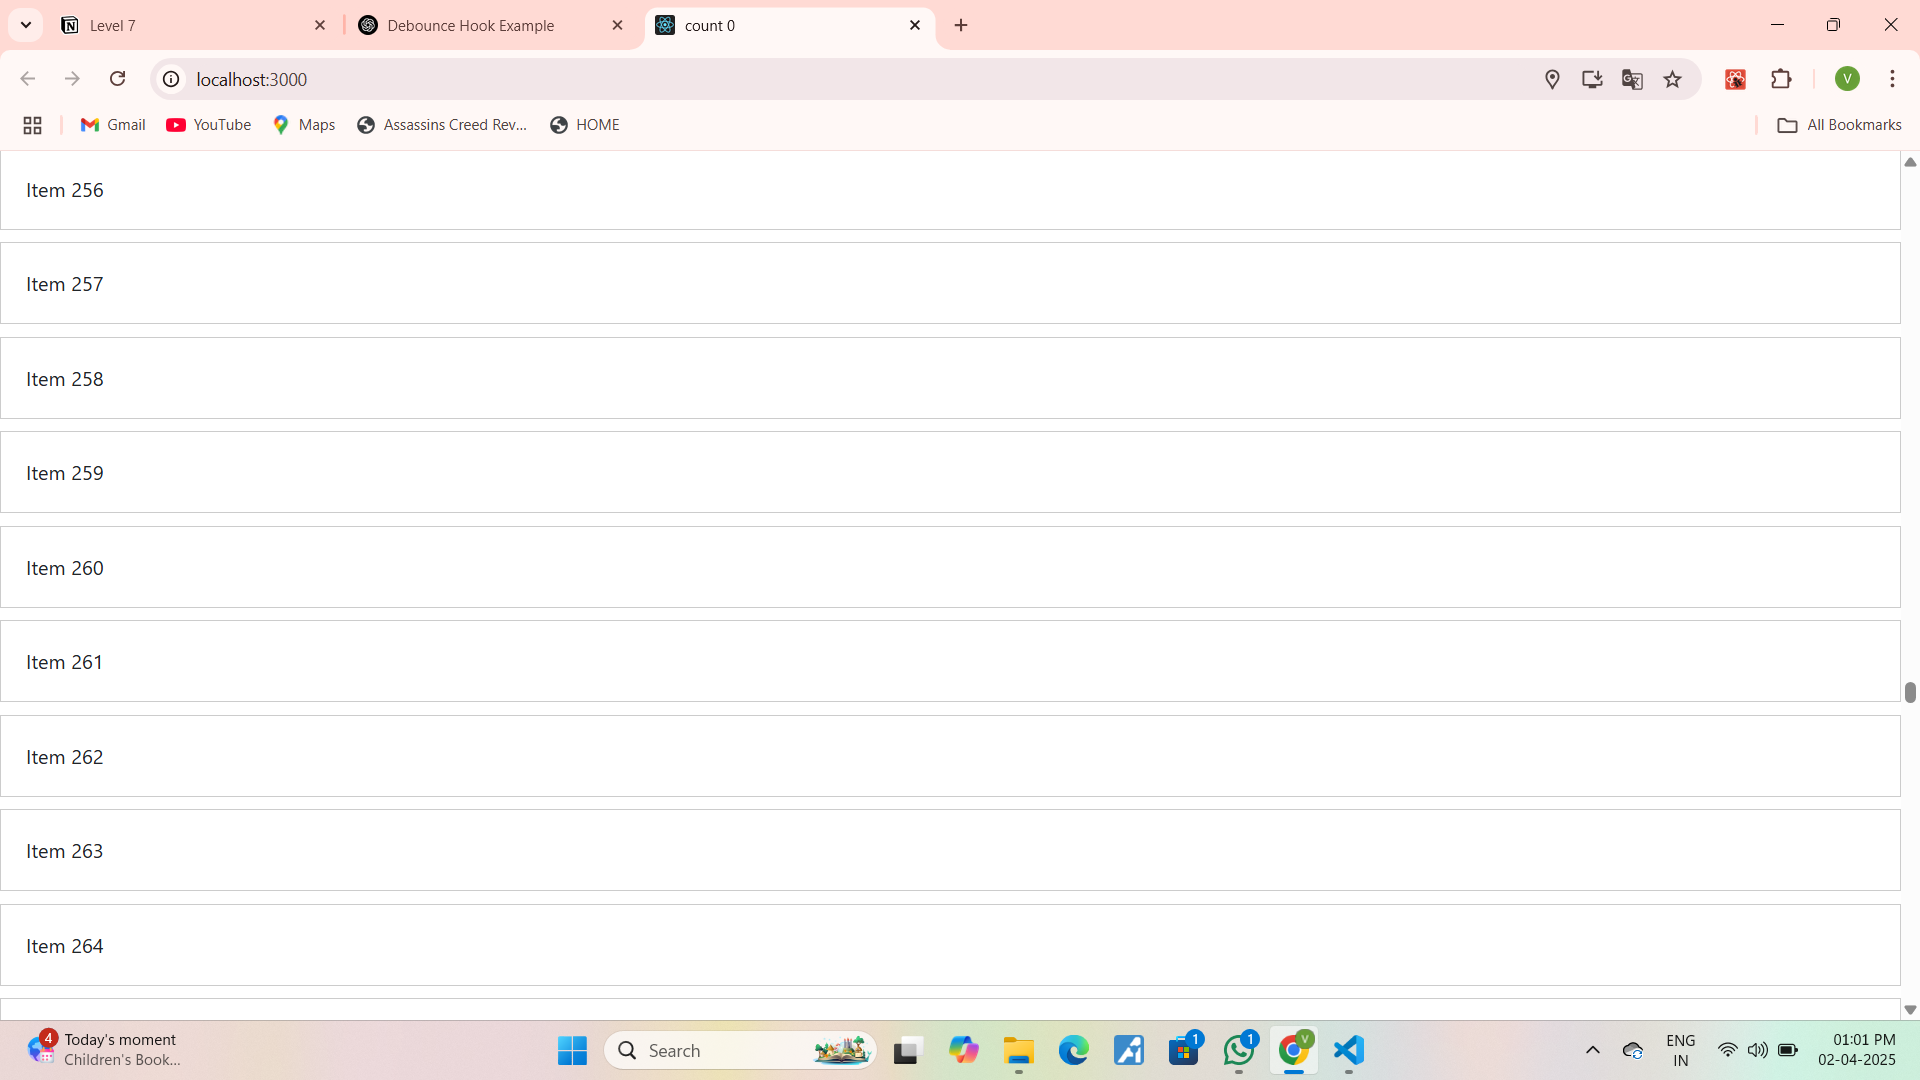 Level 7
Debounce Hook Example
count 0
localhost:3000
V
Gmail
YouTube
Maps
Assassins Creed Rev...
HOME
All Bookmarks
Item 256
Item 257
Item 258
Item 259
Item 260
Item 261
Item 262
Item 263
Item 264
4
Today's moment
Children's Book...
Search
1
1
V
ENG
IN
01:01 PM
02-04-2025